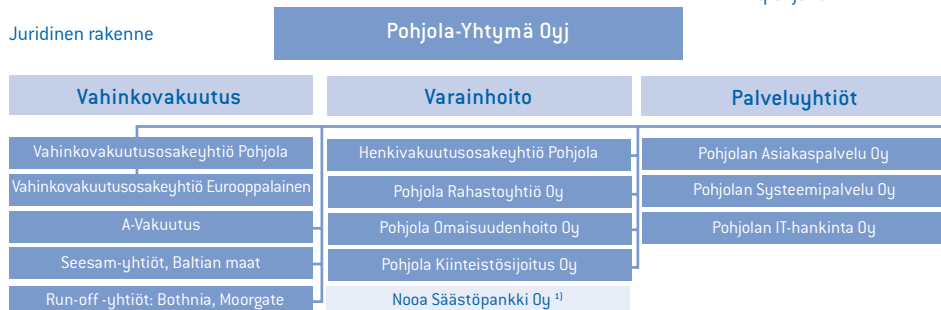 Juridinen rakenne
Pohjola-Yhtymä Oyj
Vahinkovakuutus
Varainhoito
Palveluyhtiöt
Vahinkovakuutusosakeyhtiö Pohjola
Henkivakuutusosakeyhtiö Pohjola
Pohjolan Asiakaspalvelu Oy
Vahinkovakuutusosakeyhtiö Eurooppalainen
Pohjola Rahastoyhtiö Oy
Pohjolan Systeemipalvelu Oy
A-Vakuutus
Pohjola Omaisuudenhoito Oy
Pohjolan IT-hankinta Oy
Seesam-yhtiöt, Baltian maat
Pohjola Kiinteistösijoitus Oy
Run-off -yhtiöt: Bothnia, Moorgate
Nooa Säästöpankki Oy ¹⁾